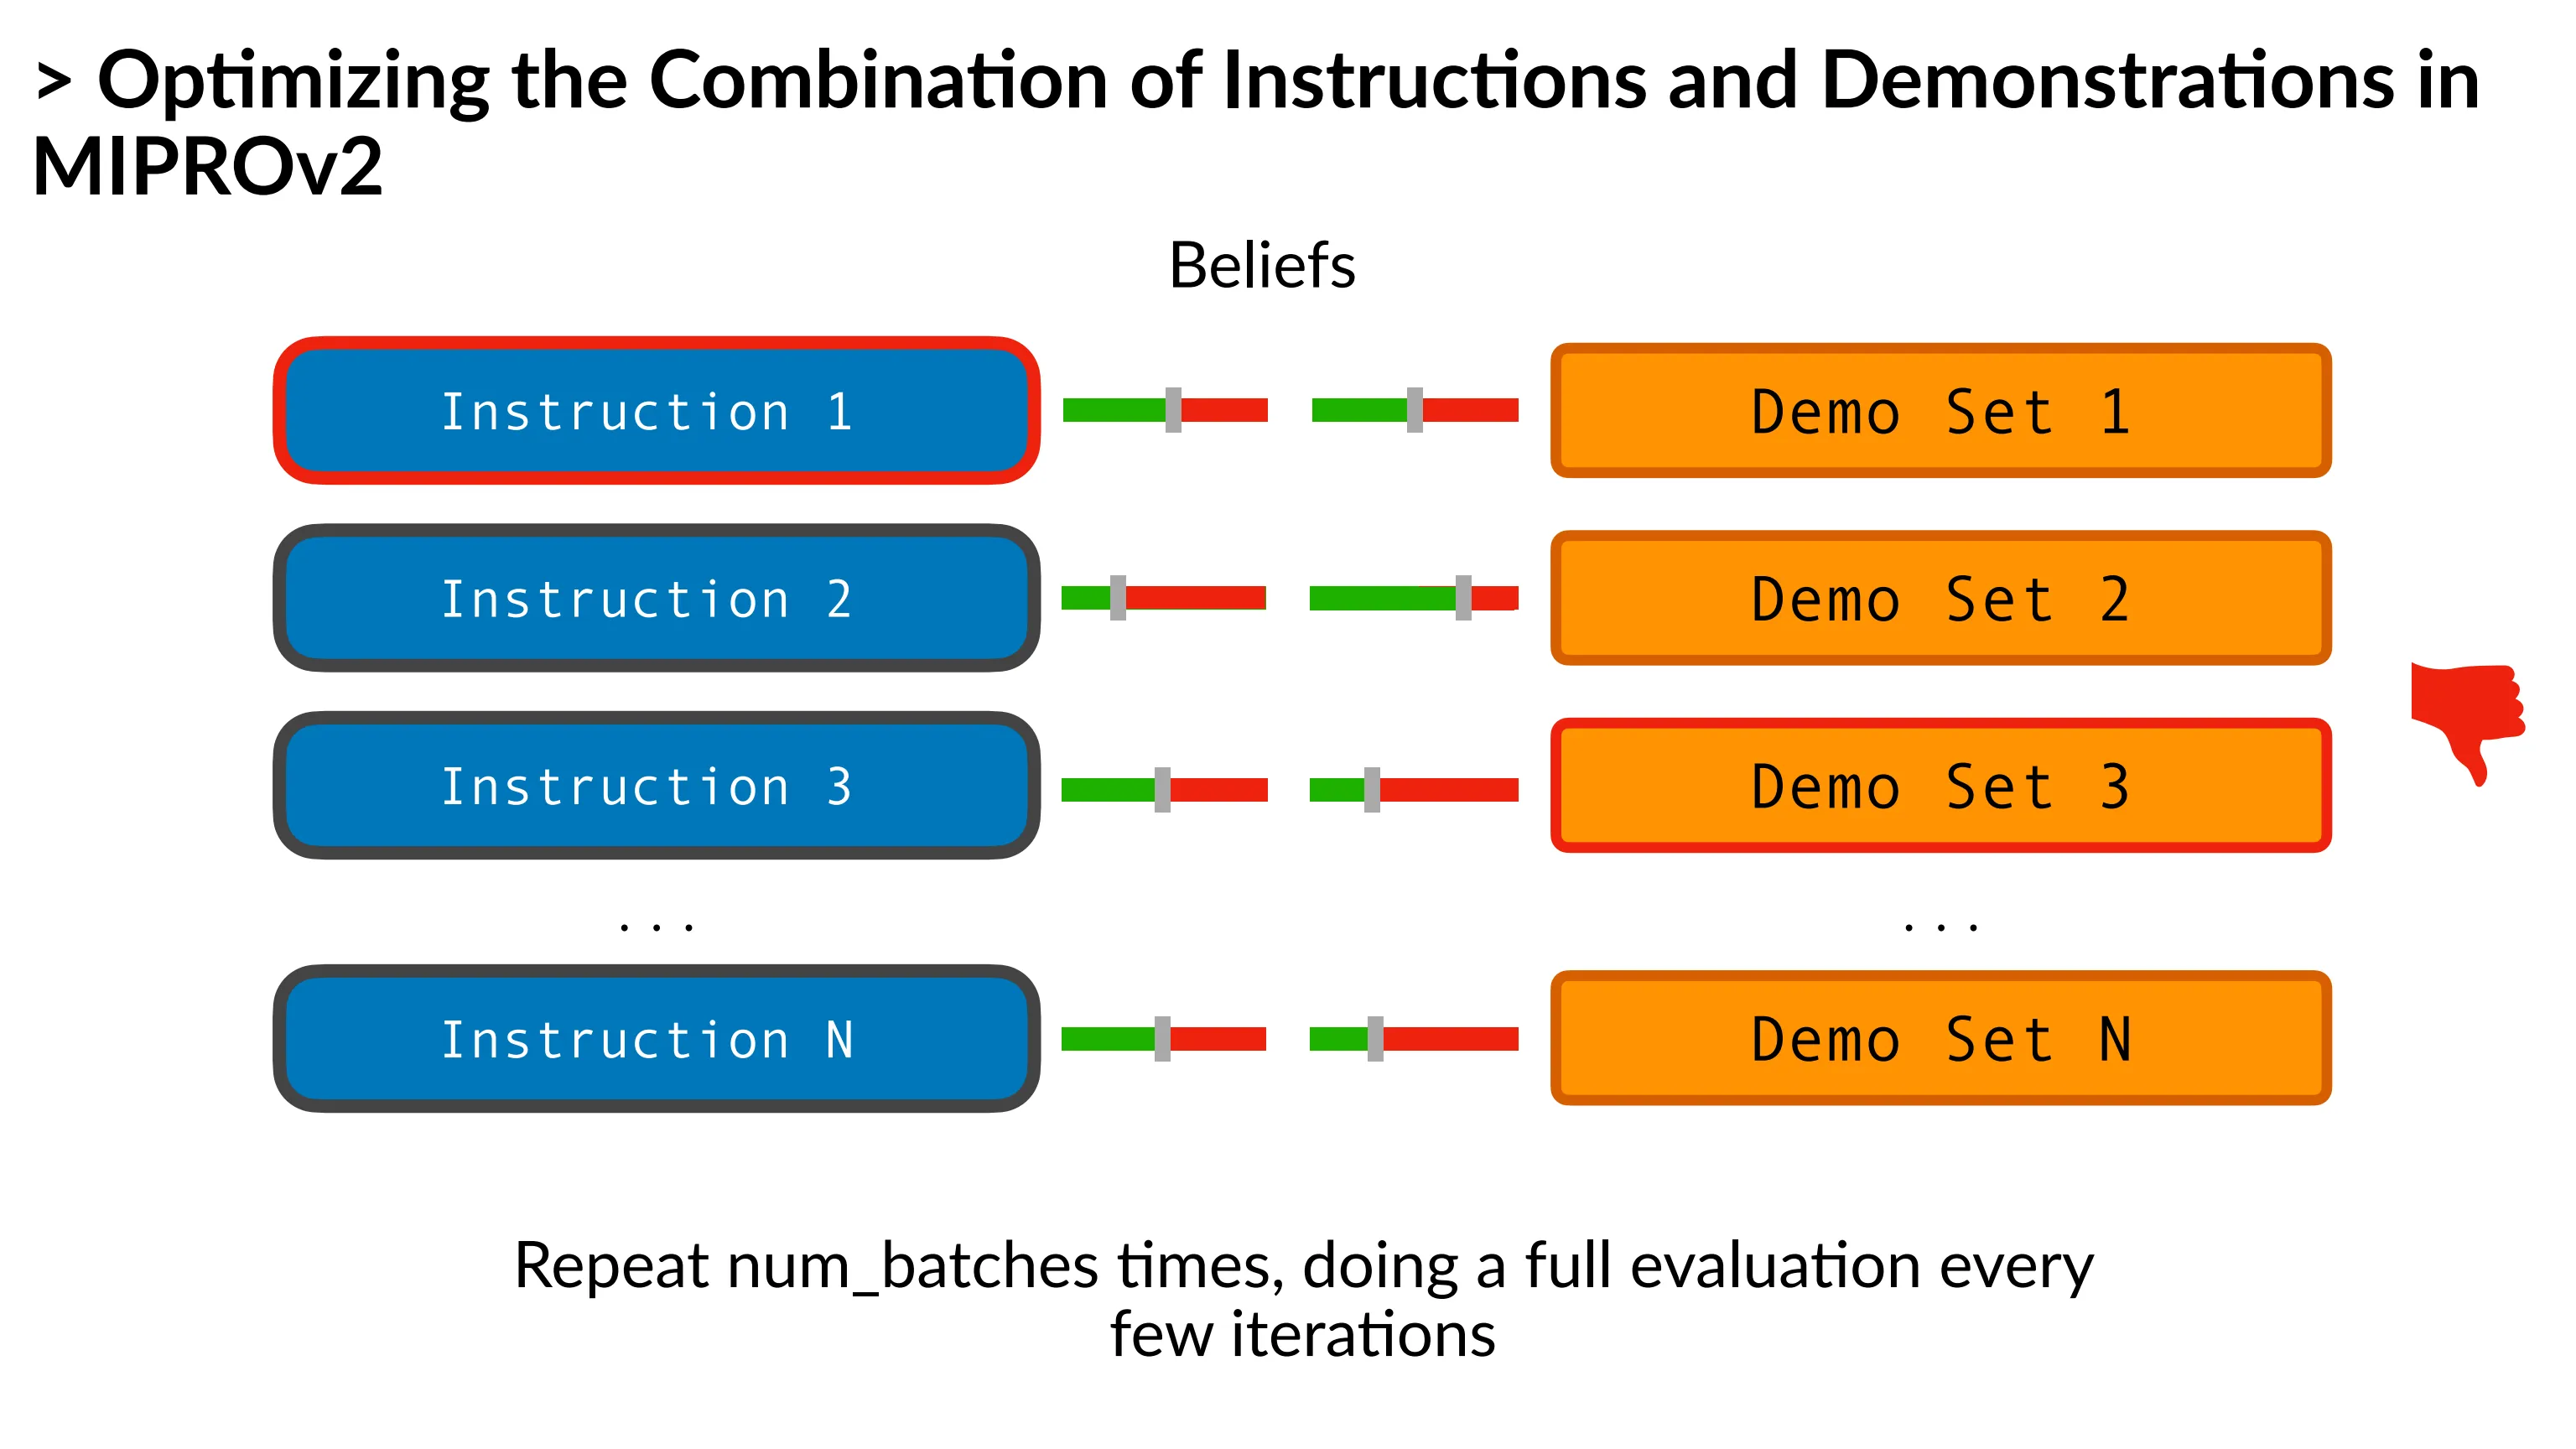 > Optimizing the Combination of Instructions and Demonstrations in
MIPROv2
Beliefs
Instruction 1
Demo Set 1
Instruction 2
Demo Set 2
Instruction 3
Demo Set 3
...
...
Instruction N
Demo Set N
Repeat num_batches times, doing a full evaluation every
few iterations